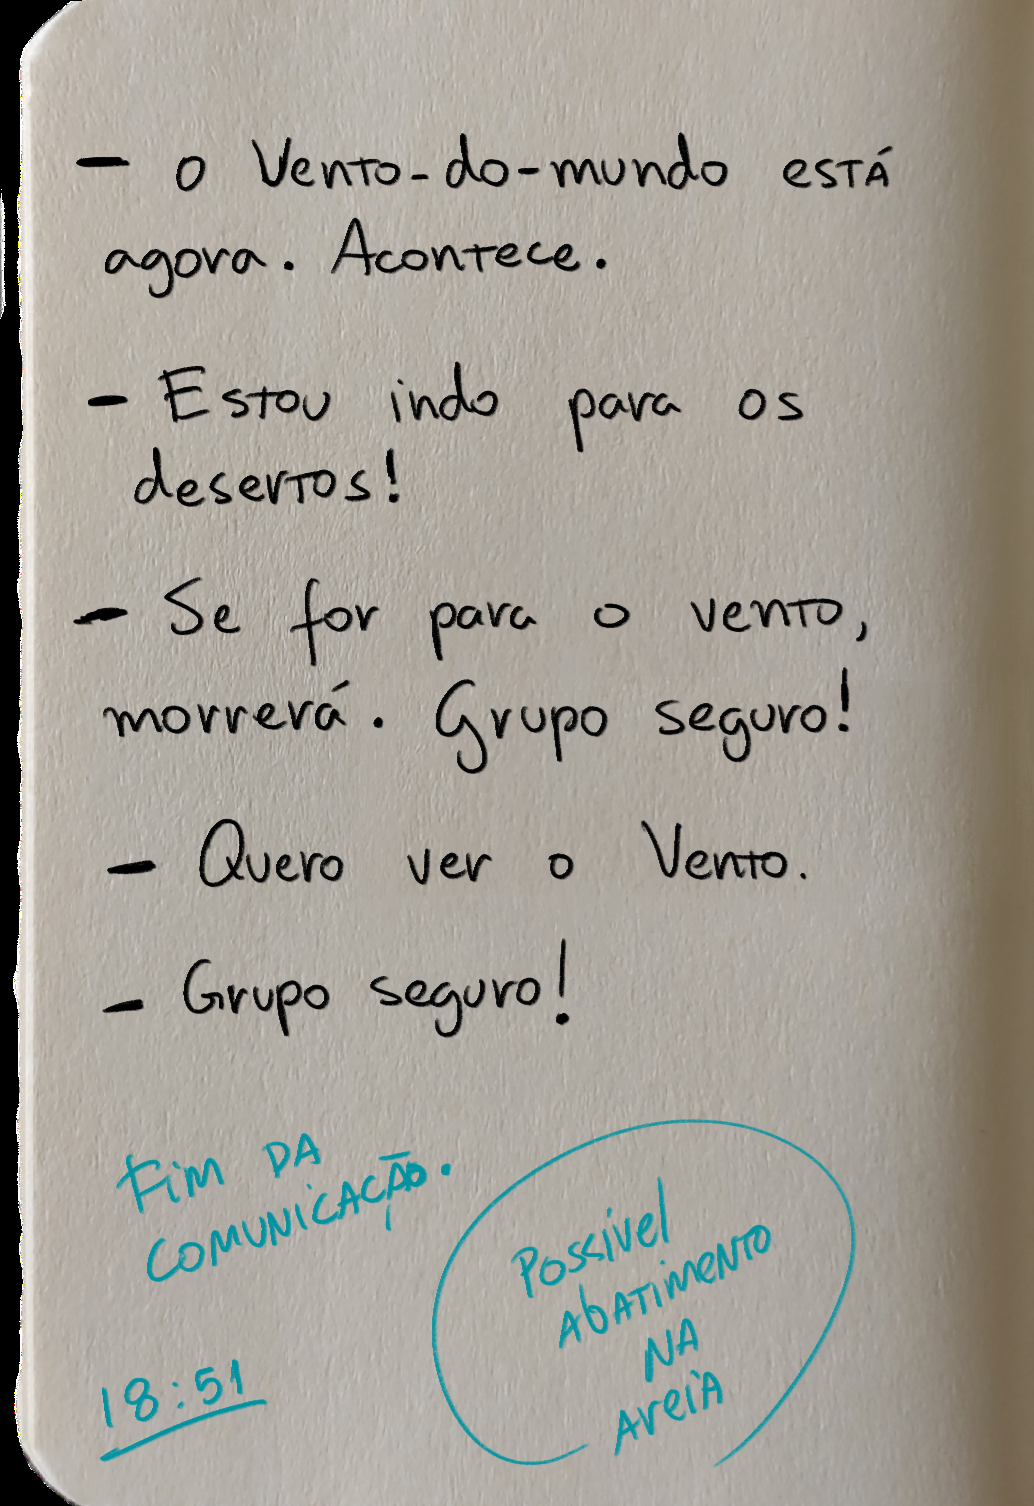 - O Vento-do-mundo está
agora. Acontece.
- Estou indo para os
desertos!
- Se for para o vento,
morrerá. Grupo seguro!
- Quero ver o Vento.
- Grupo seguro!
Fim da
comunicação.
18:51
Possível
abatimento
na
areia